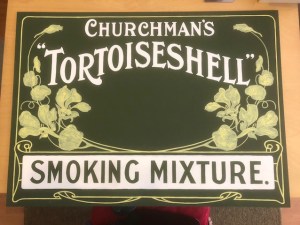 CHURCHMAN'S
"TORTOISESHELL"
SMOKING MIXTURE.